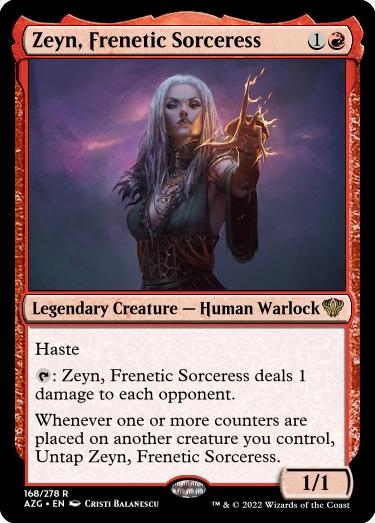 Zeyn, Frenetic Sorceress 1
Legendary Creature — Human Warlock
Haste
: Zeyn, Frenetic Sorceress deals 1
damage to each opponent.
Whenever one or more counters are
placed on another creature you control,
Untap Zeyn, Frenetic Sorceress.
1/1
168/278 R
AZG • EN Cristi Balanescu ™ & © 2022 Wizards of the Coast